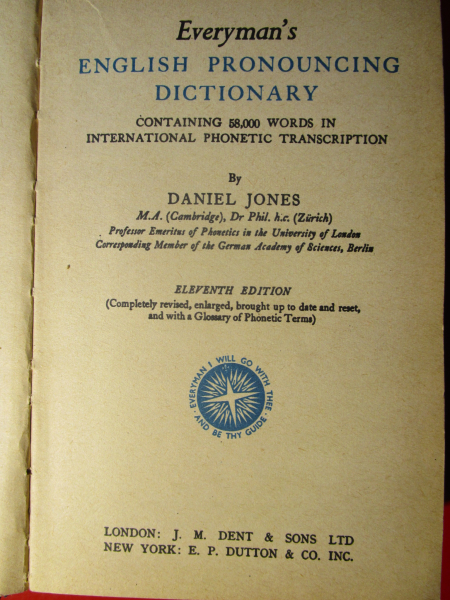 Everyman's
ENGLISH PRONOUNCING
DICTIONARY
CONTAINING 58,000 WORDS IN
INTERNATIONAL PHONETIC TRANSCRIPTION
By
DANIEL JONES
M.A. (Cambridge), Dr Phil. h.c. (Zürich)
Professor Emeritus of Phonetics in the University of London
Corresponding Member of the German Academy of Sciences, Berlin
ELEVENTH EDITION
(Completely revised, enlarged, brought up to date and reset,
and with a Glossary of Phonetic Terms)
EVERYMAN I WILL GO WITH THEE
AND BE THY GUIDE
LONDON: J. M. DENT & SONS LTD
NEW YORK: E. P. DUTTON & CO. INC.